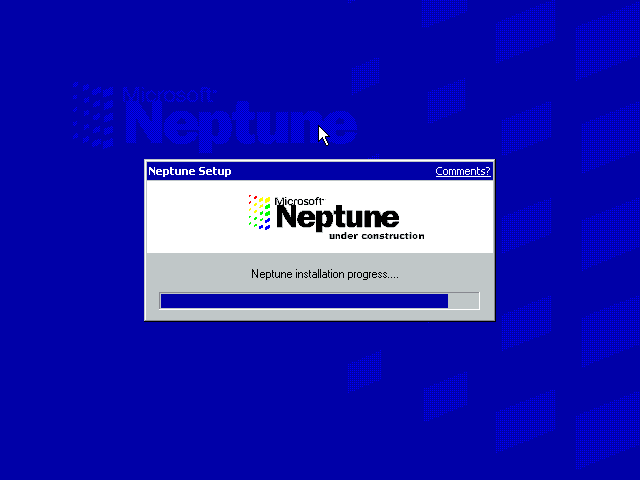 Microsoft
Neptune
Neptune Setup
Comments?
Microsoft
Neptune
under construction
Neptune installation progress....